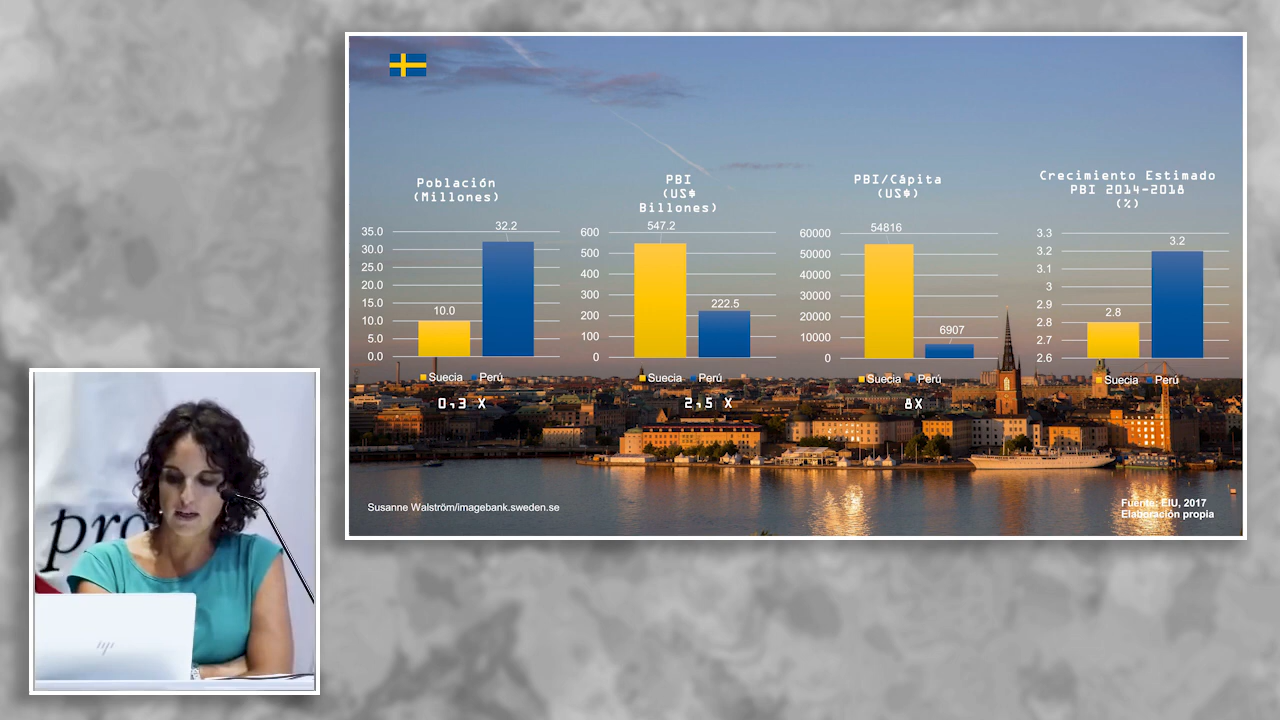 Población
(Millones)
35.0
30.0
25.0
20.0
15.0
10.0
5.0
0.0
10.0
32.2
Suecia Perú
0,3 X
PBI
(US$
Billones)
600
500
400
300
200
100
0
547.2
222.5
Suecia Perú
2,5 X
PBI/Cápita
(US$)
60000
50000
40000
30000
20000
10000
0
54816
6907
Suecia Perú
8X
Crecimiento Estimado
PBI 2014-2018
(%)
3.3
3.2
3.1
3
2.9
2.8
2.7
2.6
2.8
3.2
Suecia Perú
Susanne Walström/imagebank.sweden.se
Fuente: EIU, 2017
Elaboración propia
pro
hp